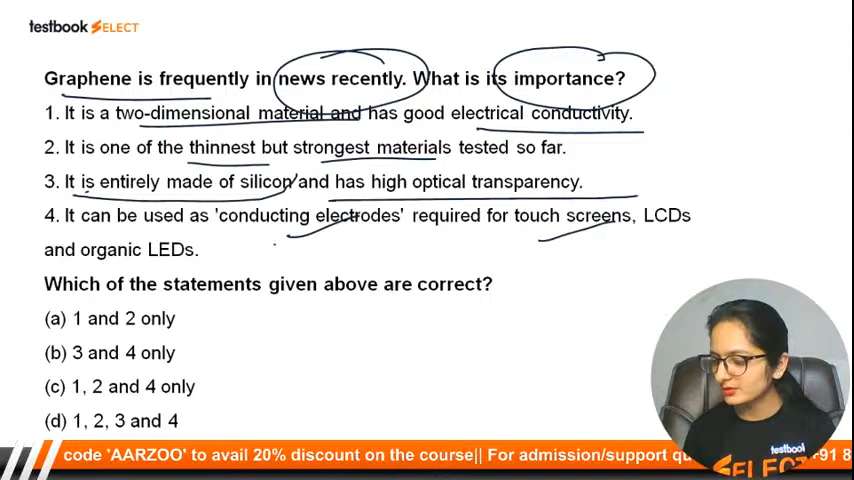 testbook SELECT
Graphene is frequently in news recently. What is its importance?
1. It is a two-dimensional material and has good electrical conductivity.
2. It is one of the thinnest but strongest materials tested so far.
3. It is entirely made of silicon and has high optical transparency.
4. It can be used as 'conducting electrodes' required for touch screens, LCDs
and organic LEDs.
Which of the statements given above are correct?
(a) 1 and 2 only
(b) 3 and 4 only
(c) 1, 2 and 4 only
(d) 1, 2, 3 and 4
testbook
SELECT
code 'AARZOO' to avail 20% discount on the course|| For admission/support +91 8